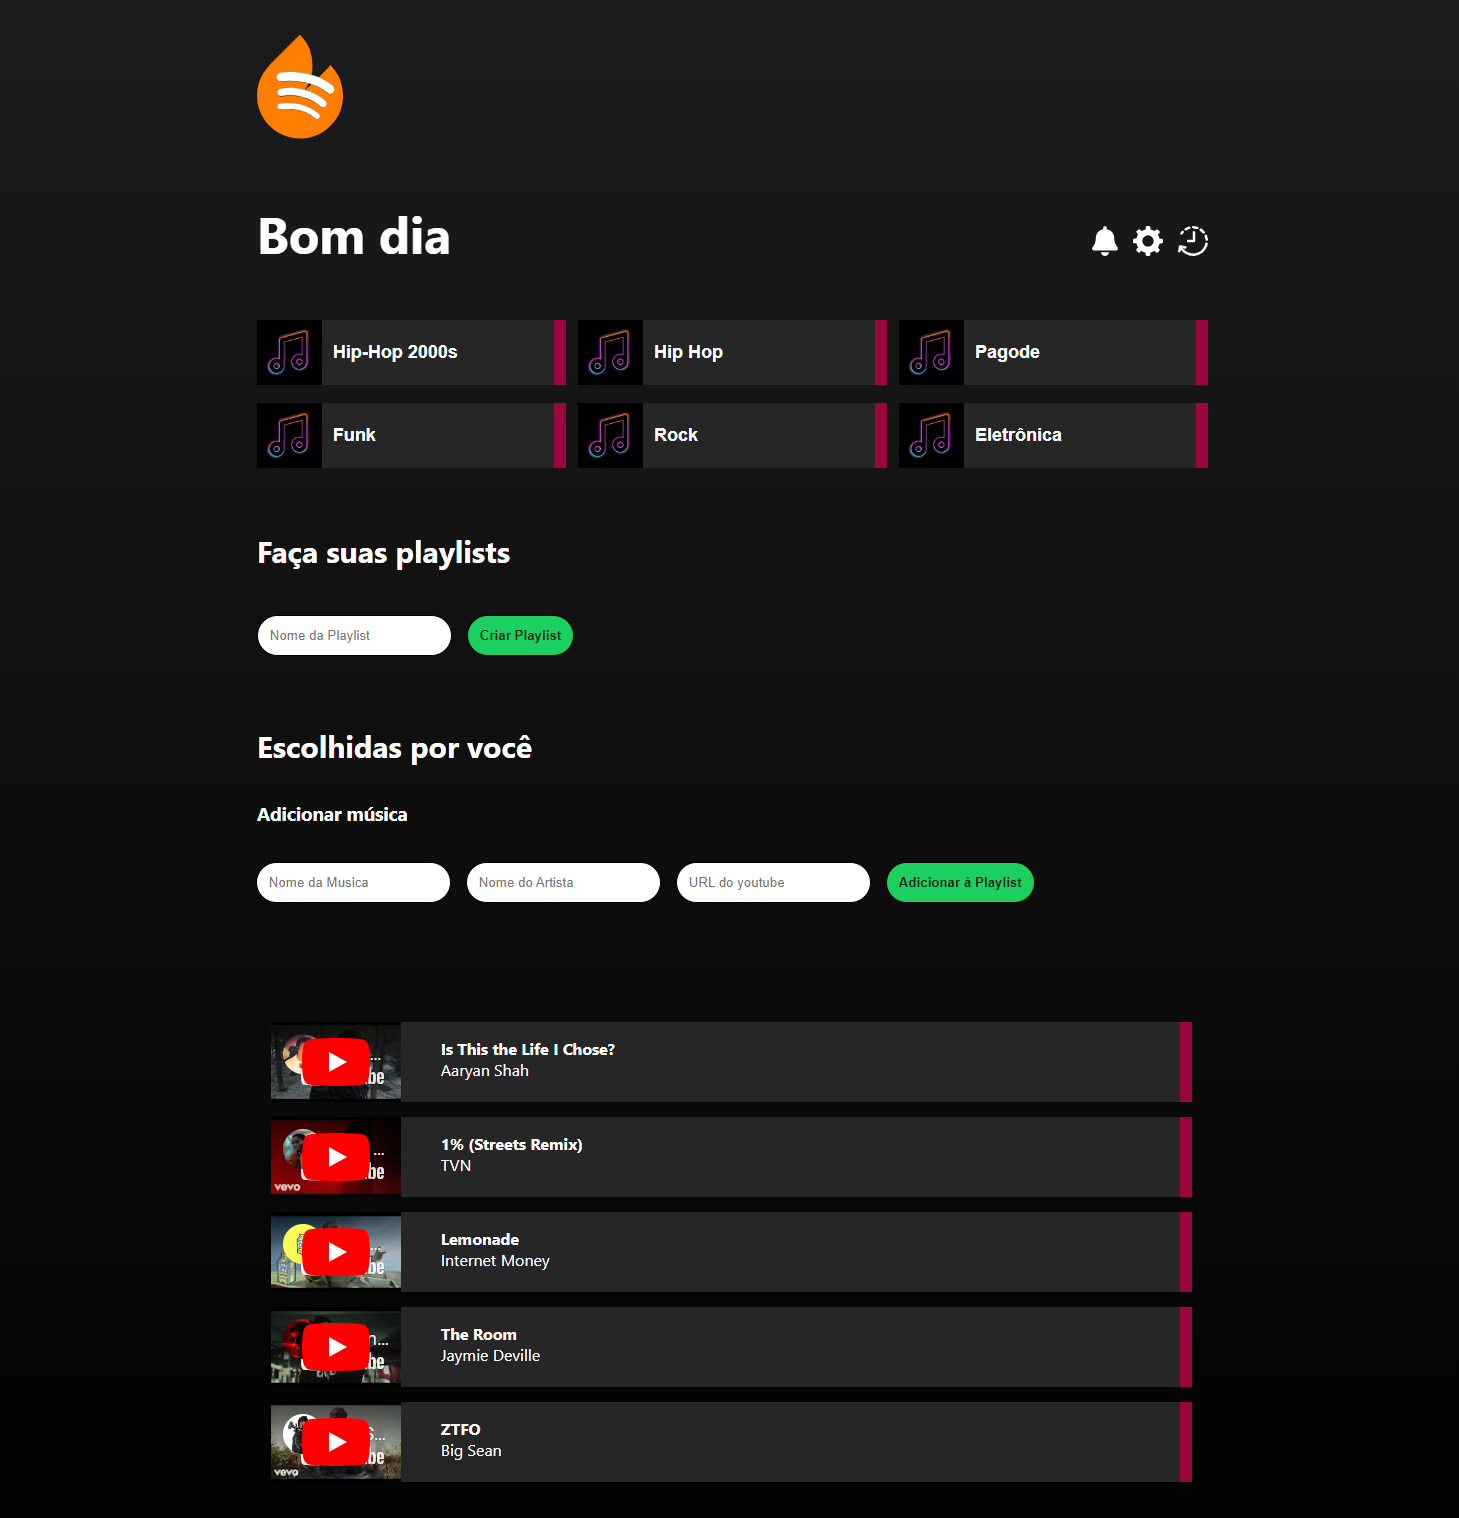 Bom dia
Hip-Hop 2000s
Hip Hop
Pagode
Funk
Rock
Eletrônica
Faça suas playlists
Nome da Playlist
Criar Playlist
Escolhidas por você
Adicionar música
Nome da Musica
Nome do Artista
URL do youtube
Adicionar à Playlist
Is This the Life I Chose?
Aaryan Shah
1% (Streets Remix)
TVN
vevo
Lemonade
Internet Money
The Room
Jaymie Deville
ZTFO
Big Sean
vevo